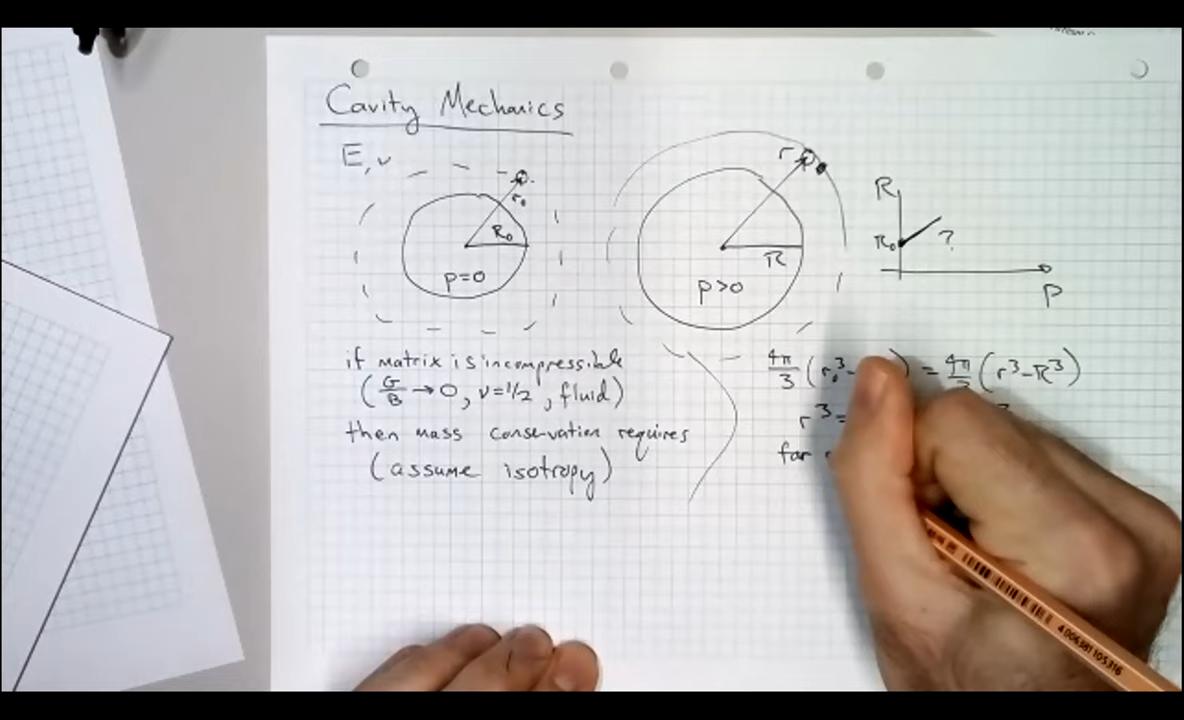 Cavity Mechanics
E, ν
r₀
R₀
p=0
r
R
p>0
R
R₀
?
p
if matrix is incompressible
(G/B → 0, ν=1/2, fluid)
then mass conservation requires
(assume isotropy)
4π/3 (r₀³- ) = 4π/3 (r³-R³)
r³=
for
4006381105316